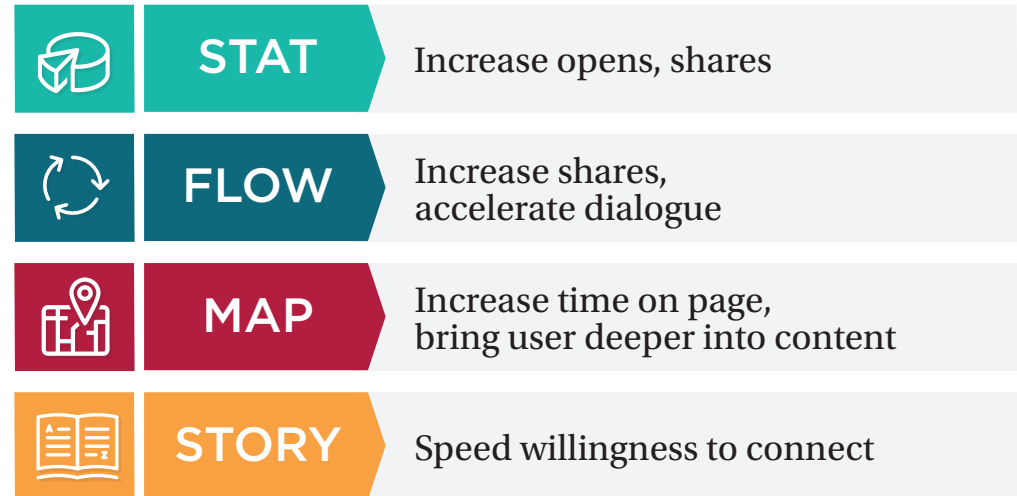 STAT
Increase opens, shares
FLOW
Increase shares,
accelerate dialogue
MAP
Increase time on page,
bring user deeper into content
A
Z
STORY
Speed willingness to connect